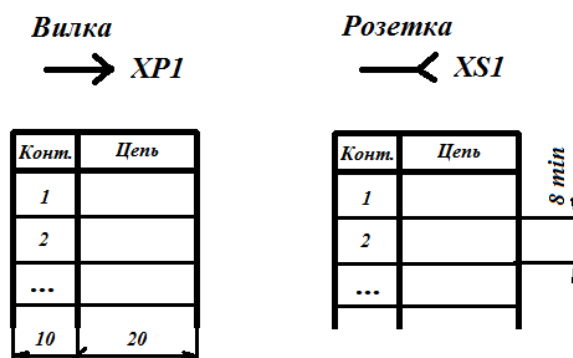 Вилка
XP1
Розетка
XS1
Конт. Цепь
1
2
...
10 20
Конт. Цепь
1
2
...
8 min